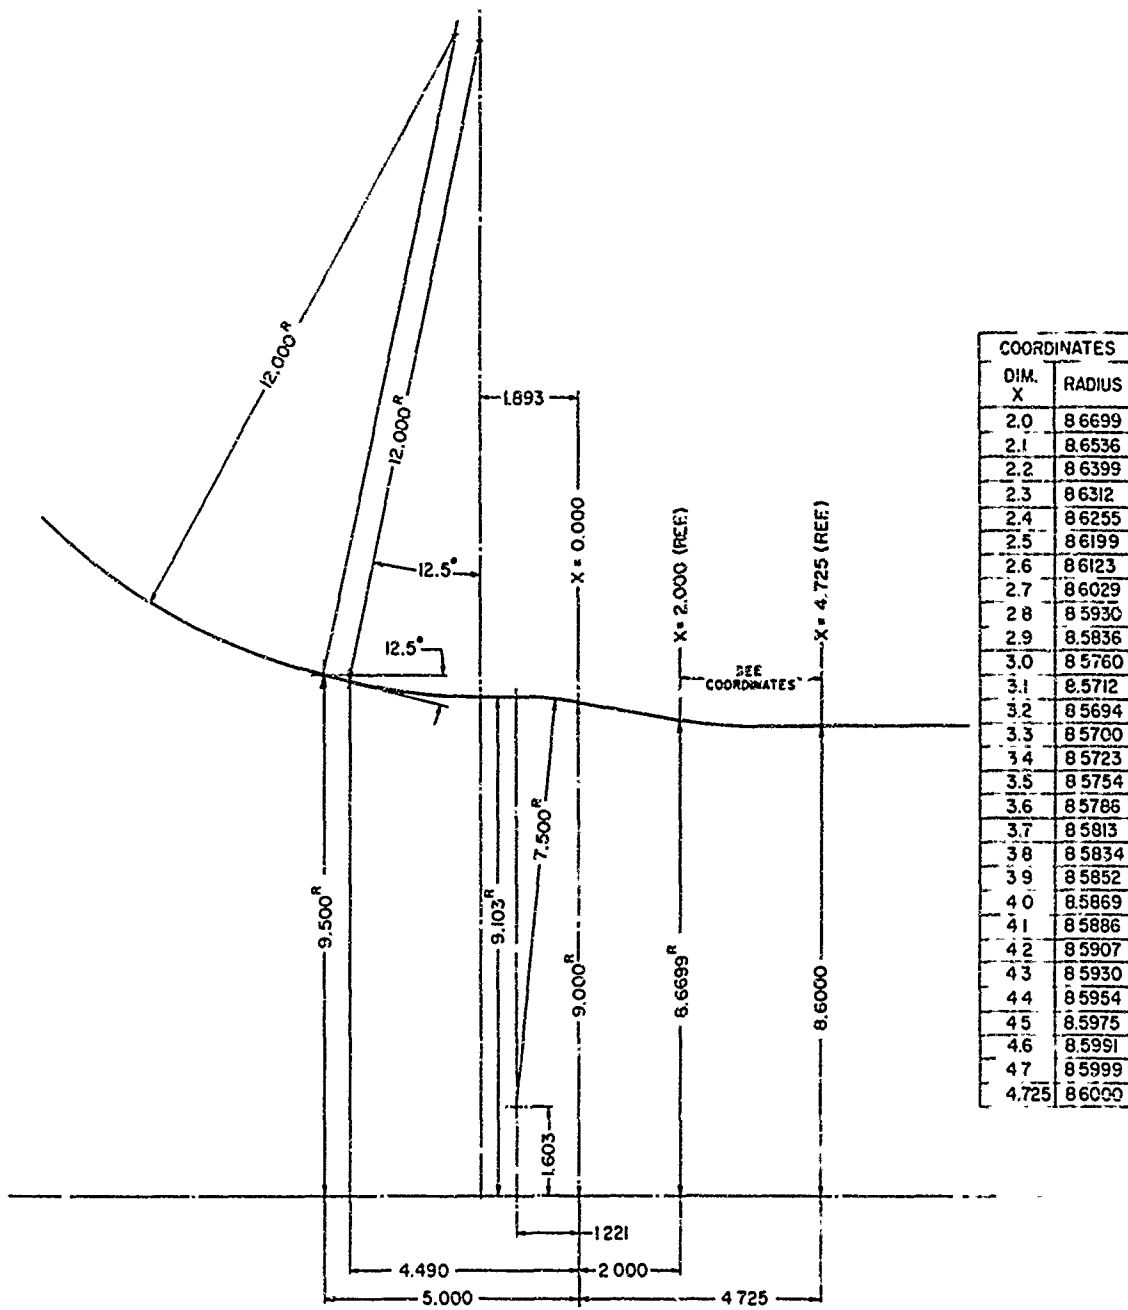 12.000R
12.000R
1.893
12.5°
12.5°
X = 0.000
X = 2.000 (REF.)
X = 4.725 (REF.)
SEE
COORDINATES
7.500R
9.500R
9.103R
9.000R
8.6699R
8.6000
1.603
1221
4.490
2 000
5.000
4 725
COORDINATES
DIM. X RADIUS
2.0 8 6699
2.1 8.6536
2.2 8 6399
2.3 8 6312
2.4 8 6255
2.5 8 6199
2.6 8 6123
2.7 8 6029
2 8 8 5930
2.9 8.5836
3.0 8 5760
3.1 8.5712
3.2 8 5694
3.3 8 5700
3 4 8 5723
3.5 8 5754
3.6 8 5786
3.7 8 5813
3 8 8 5834
3 9 8 5852
4 0 8.5869
4 1 8 5886
4 2 8 5907
4 3 8 5930
4 4 8 5954
4 5 8.5975
4.6 8.5991
4 7 8 5999
4.725 8 6000